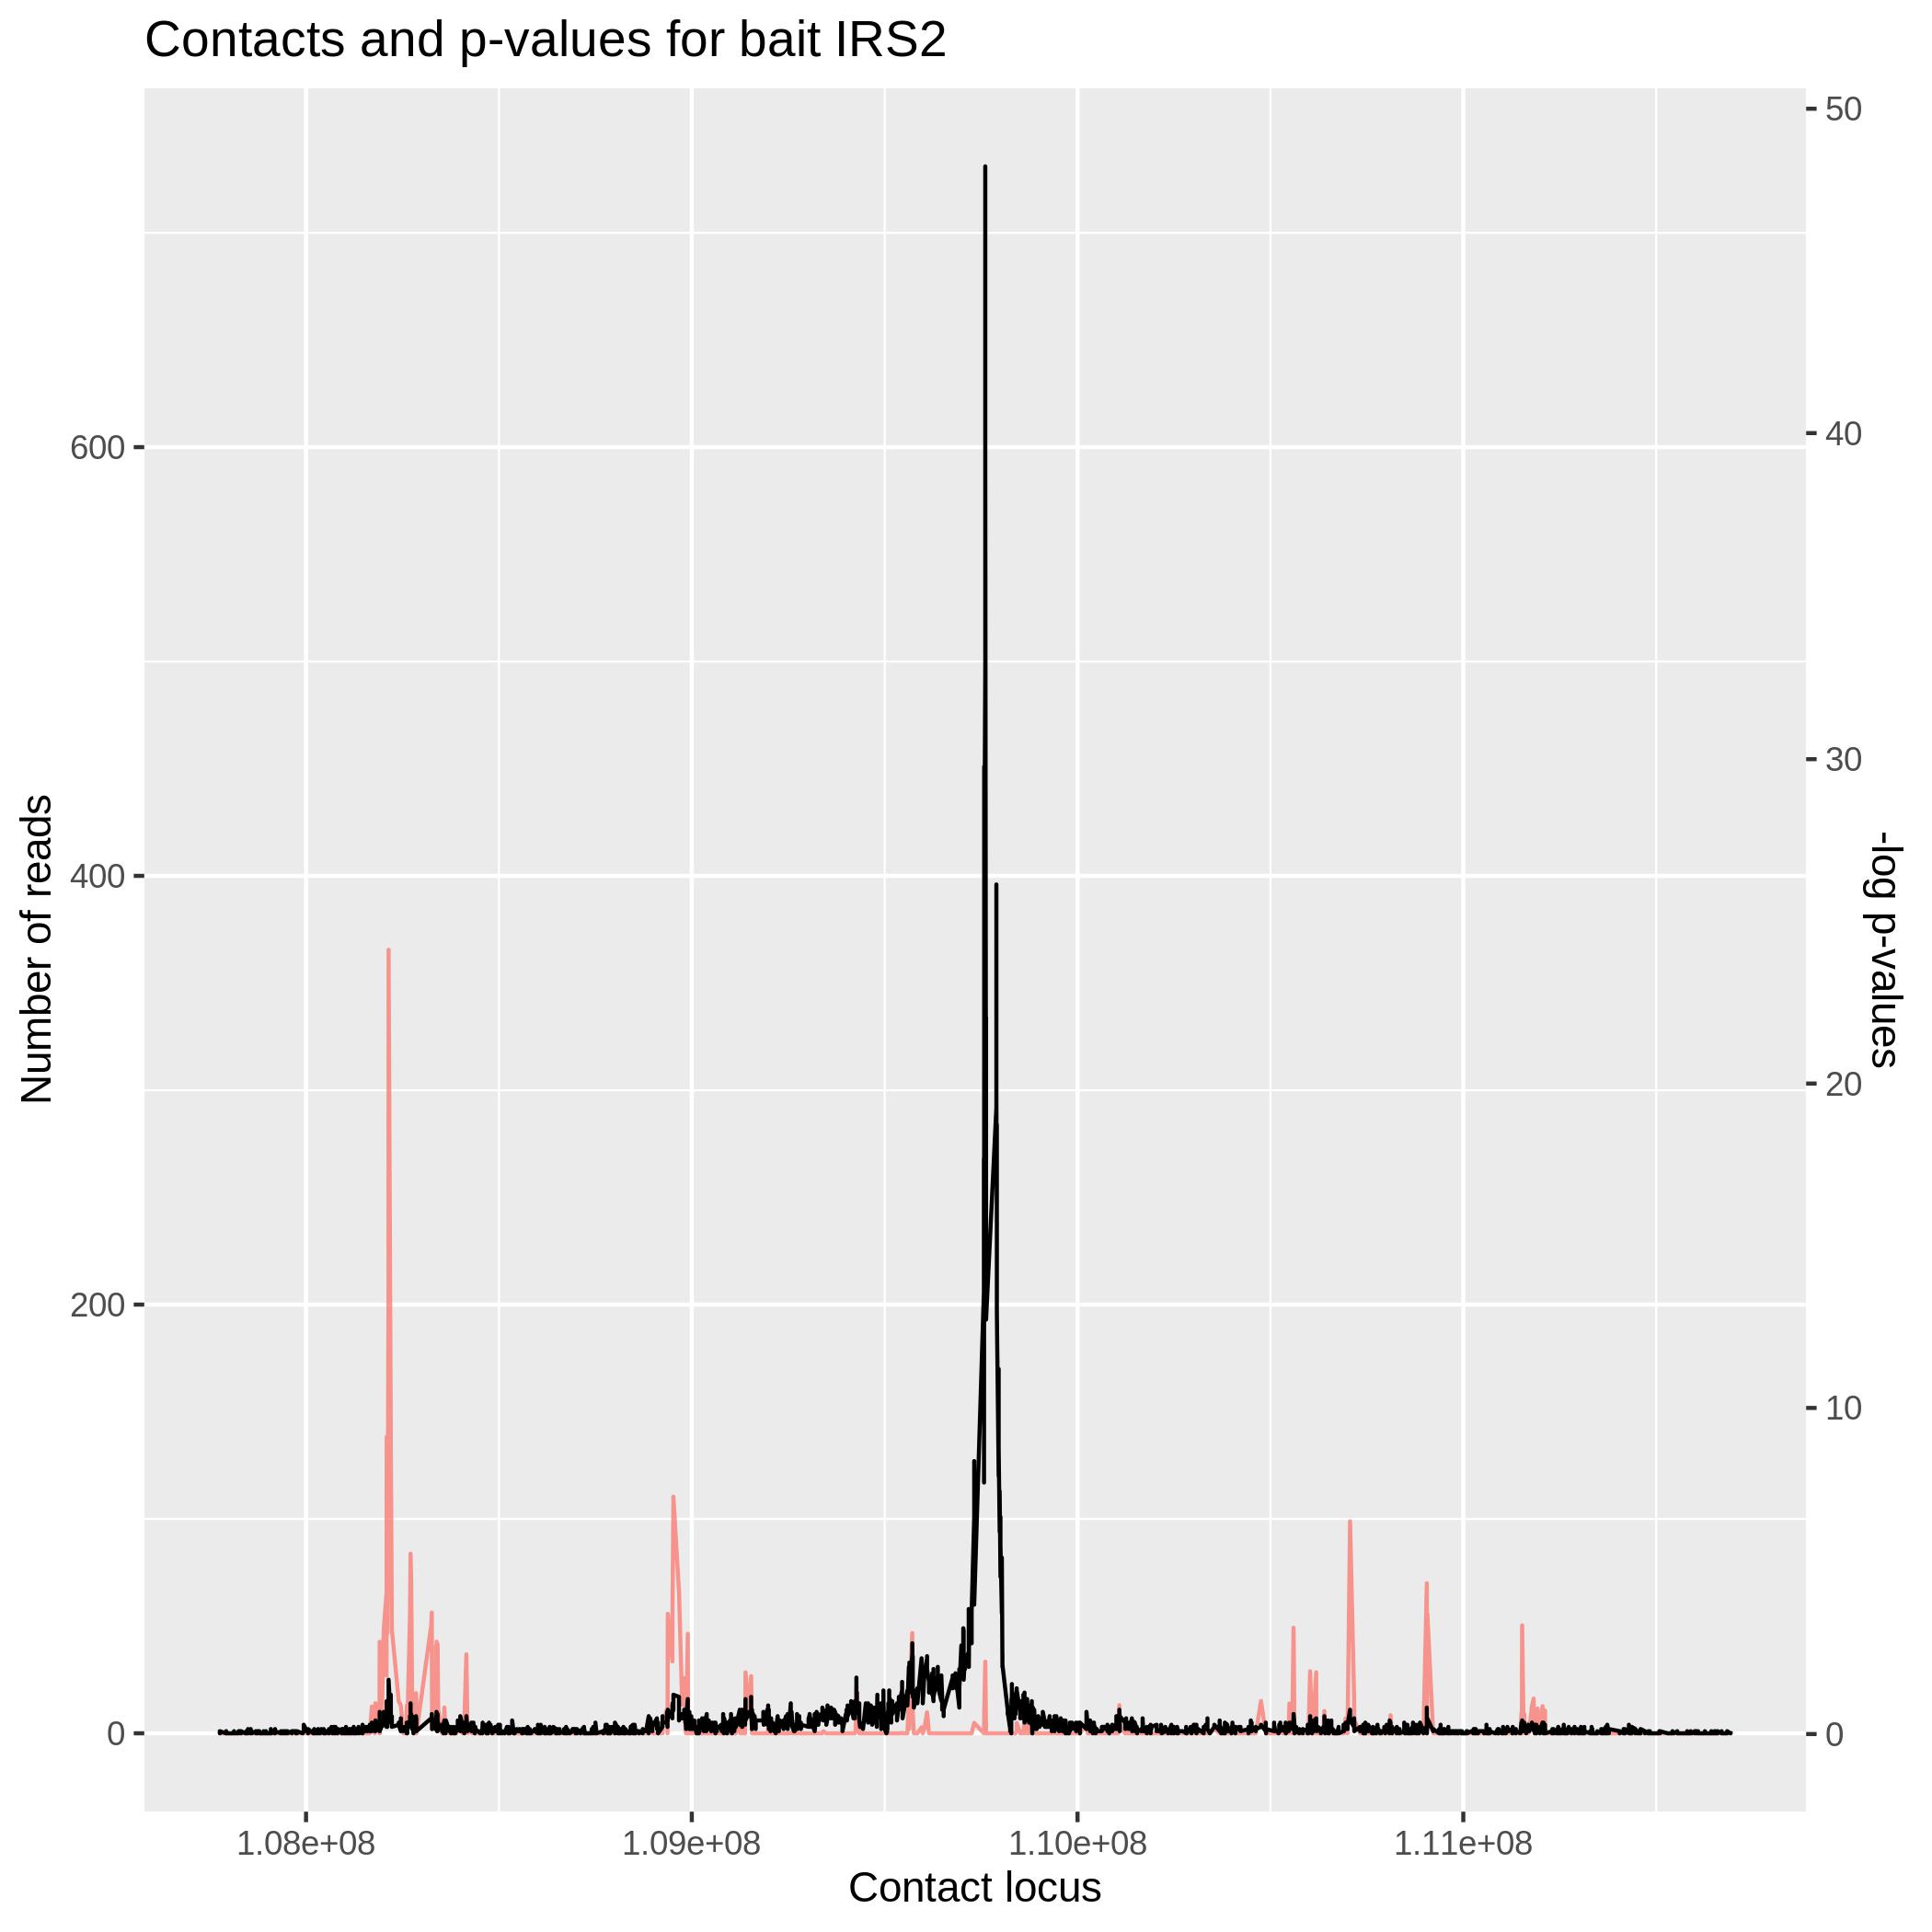 Contacts and p-values for bait IRS2
Number of reads
600
400
200
0
50
40
30
20
10
0
-log p-values
1.08e+08 1.09e+08 1.10e+08 1.11e+08
Contact locus